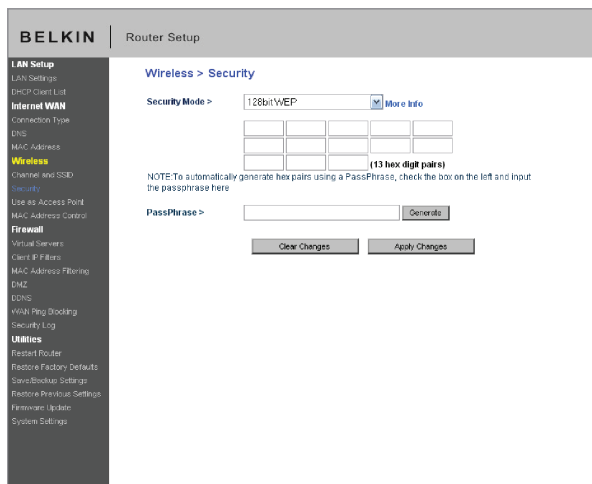 BELKIN
Router Setup
LAN Setup
LAN Settings
DHCP Client List
Internet WAN
Connection Type
DNS
MAC Address
Wireless
Channel and SSID
Security
Use as Access Point
MAC Address Control
Firewall
Virtual Servers
Client IP Filters
MAC Address Filtering
DMZ
DDNS
WAN Ping Blocking
Security Log
Utilities
Restart Router
Restore Factory Defaults
Save/Backup Settings
Restore Previous Settings
Firmware Update
System Settings
Wireless > Security
Security Mode > 128bitWEP More Info
(13 hex digit pairs)
NOTE:To automatically generate hex pairs using a PassPhrase, check the box on the left and input
the passphrase here
PassPhrase > Generate
Clear Changes Apply Changes